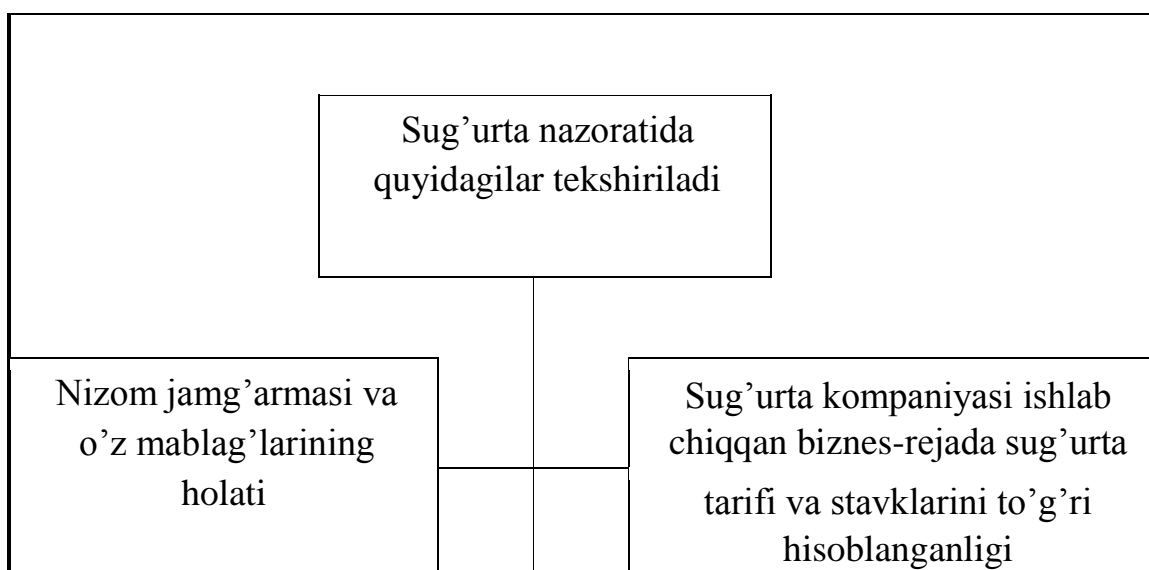 Sug’urta nazoratida
quyidagilar tekshiriladi
Nizom jamg’armasi va
o’z mablag’larining
holati
Sug’urta kompaniyasi ishlab
chiqqan biznes-rejada sug’urta
tarifi va stavklarini to’g’ri
hisoblanganligi